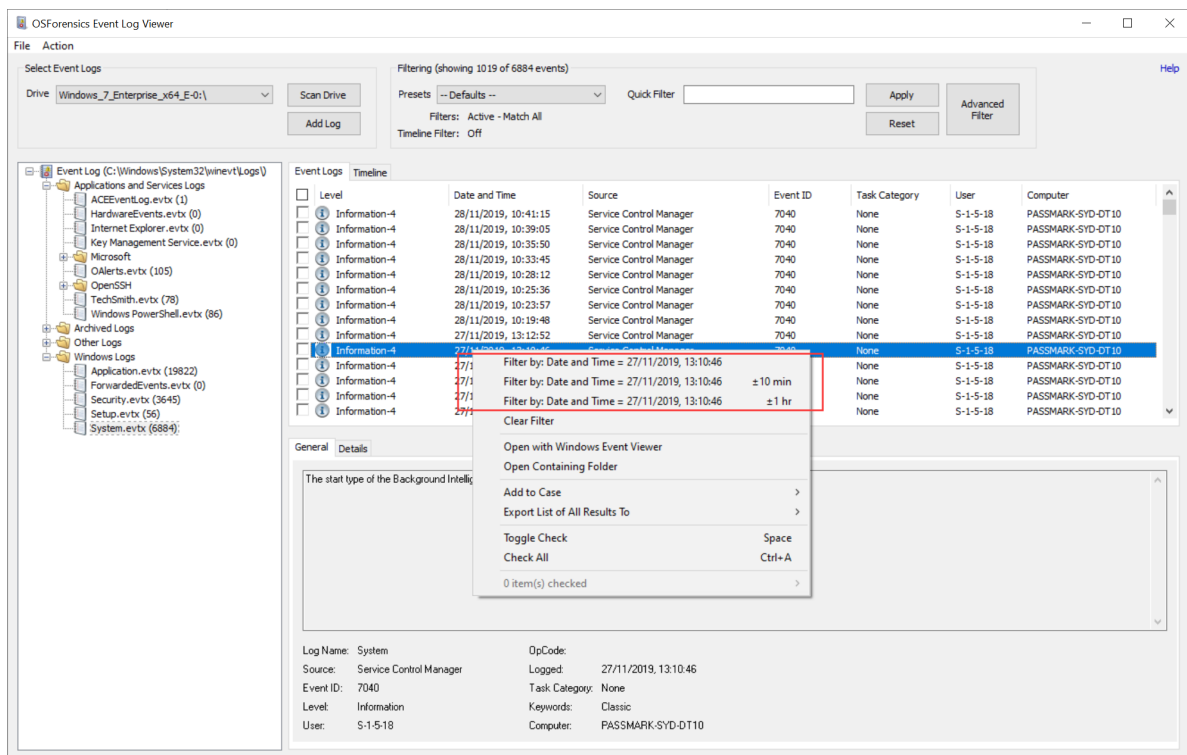 OSForensics Event Log Viewer
File Action
Select Event Logs
Filtering (showing 1019 of 6884 events)
Help
Drive Windows_7_Enterprise_x64_E-0:\ Scan Drive Presets -- Defaults -- Quick Filter Apply Advanced Filter
Add Log Filters: Active - Match All Reset
Timeline Filter: Off
Event Log (C:\Windows\System32\winevt\Logs\)
Applications and Services Logs
ACEEventLog.evtx (1)
HardwareEvents.evtx (0)
Internet Explorer.evtx (0)
Key Management Service.evtx (0)
Microsoft
OAlerts.evtx (105)
OpenSSH
TechSmith.evtx (78)
Windows PowerShell.evtx (86)
Archived Logs
Other Logs
Windows Logs
Application.evtx (19822)
ForwardedEvents.evtx (0)
Security.evtx (3645)
Setup.evtx (56)
System.evtx (6884)
Event Logs Timeline
Level Date and Time Source Event ID Task Category User Computer
Information-4 28/11/2019, 10:41:15 Service Control Manager 7040 None S-1-5-18 PASSMARK-SYD-DT10
Information-4 28/11/2019, 10:39:05 Service Control Manager 7040 None S-1-5-18 PASSMARK-SYD-DT10
Information-4 28/11/2019, 10:35:50 Service Control Manager 7040 None S-1-5-18 PASSMARK-SYD-DT10
Information-4 28/11/2019, 10:33:45 Service Control Manager 7040 None S-1-5-18 PASSMARK-SYD-DT10
Information-4 28/11/2019, 10:28:12 Service Control Manager 7040 None S-1-5-18 PASSMARK-SYD-DT10
Information-4 28/11/2019, 10:25:36 Service Control Manager 7040 None S-1-5-18 PASSMARK-SYD-DT10
Information-4 28/11/2019, 10:23:57 Service Control Manager 7040 None S-1-5-18 PASSMARK-SYD-DT10
Information-4 28/11/2019, 10:19:48 Service Control Manager 7040 None S-1-5-18 PASSMARK-SYD-DT10
Information-4 27/11/2019, 13:12:52 Service Control Manager 7040 None S-1-5-18 PASSMARK-SYD-DT10
Information-4 27/11/2019, 13:10:46 Service Control Manager 7040 None S-1-5-18 PASSMARK-SYD-DT10
Information-4 27/1 None S-1-5-18 PASSMARK-SYD-DT10
Information-4 27/1 None S-1-5-18 PASSMARK-SYD-DT10
Information-4 27/1 None S-1-5-18 PASSMARK-SYD-DT10
Information-4 27/1 None S-1-5-18 PASSMARK-SYD-DT10
Filter by: Date and Time = 27/11/2019, 13:10:46
Filter by: Date and Time = 27/11/2019, 13:10:46 ±10 min
Filter by: Date and Time = 27/11/2019, 13:10:46 ±1 hr
Clear Filter
Open with Windows Event Viewer
Open Containing Folder
Add to Case
Export List of All Results To
Toggle Check Space
Check All Ctrl+A
0 item(s) checked
General Details
The start type of the Background
Log Name: System OpCode:
Source: Service Control Manager Logged: 27/11/2019, 13:10:46
Event ID: 7040 Task Category: None
Level: Information Keywords: Classic
User: S-1-5-18 Computer: PASSMARK-SYD-DT10